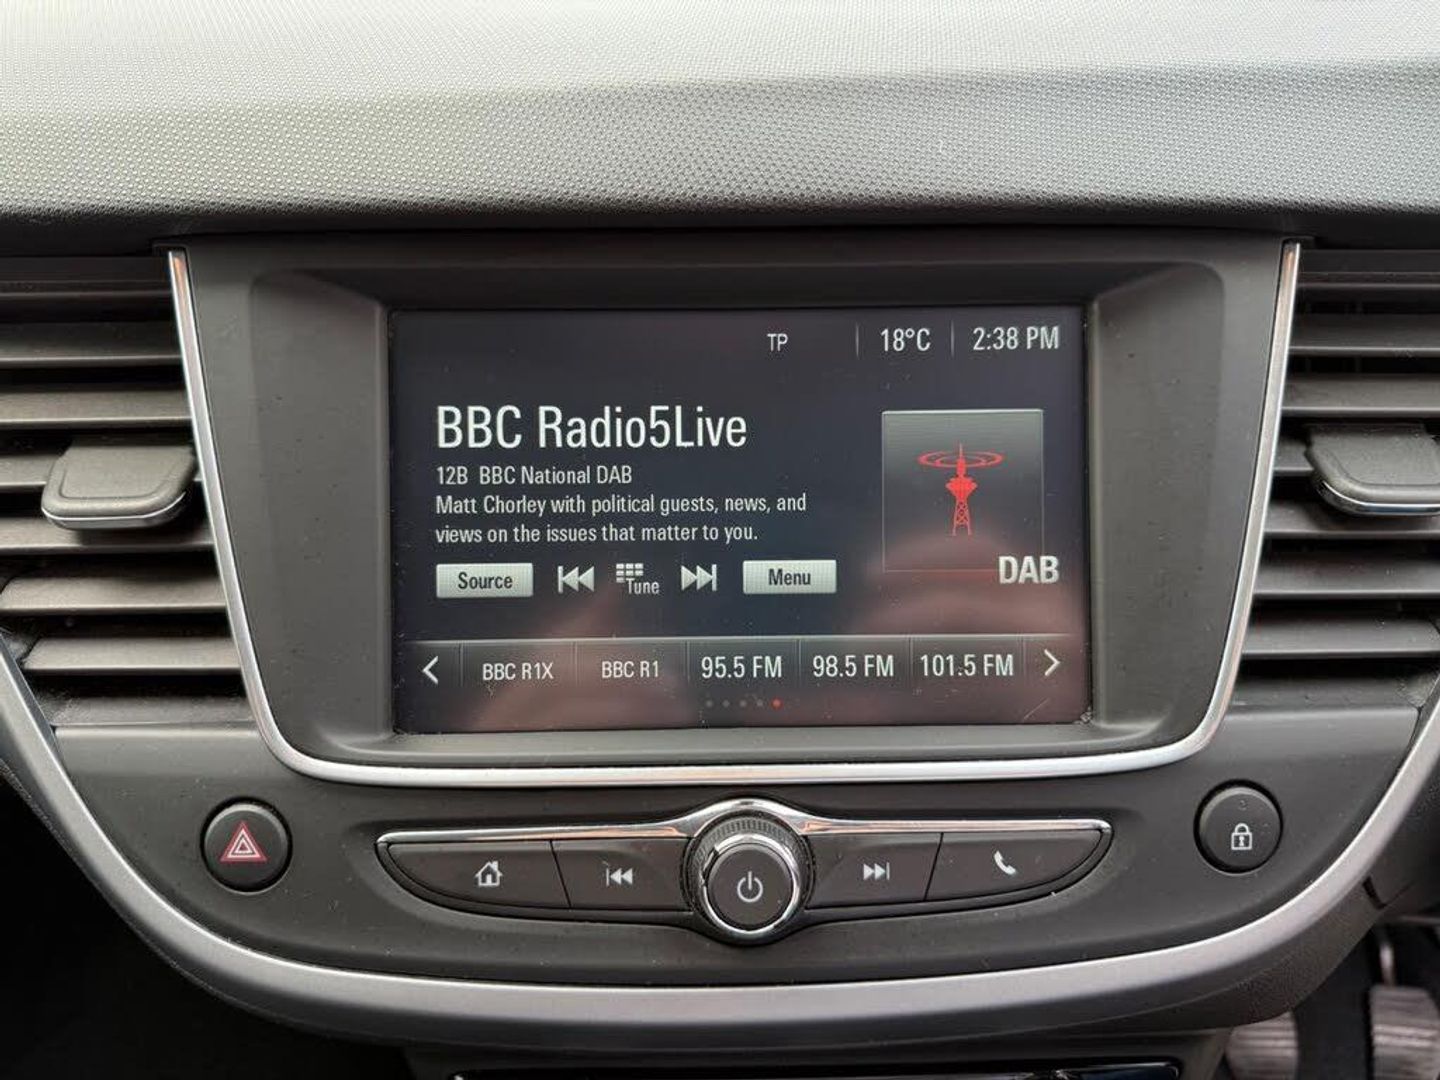 TP 18°C 2:38 PM
BBC Radio5Live
12B BBC National DAB
Matt Chorley with political guests, news, and
views on the issues that matter to you.
DAB
Source Tune Menu
BBC R1X BBC R1 95.5 FM 98.5 FM 101.5 FM